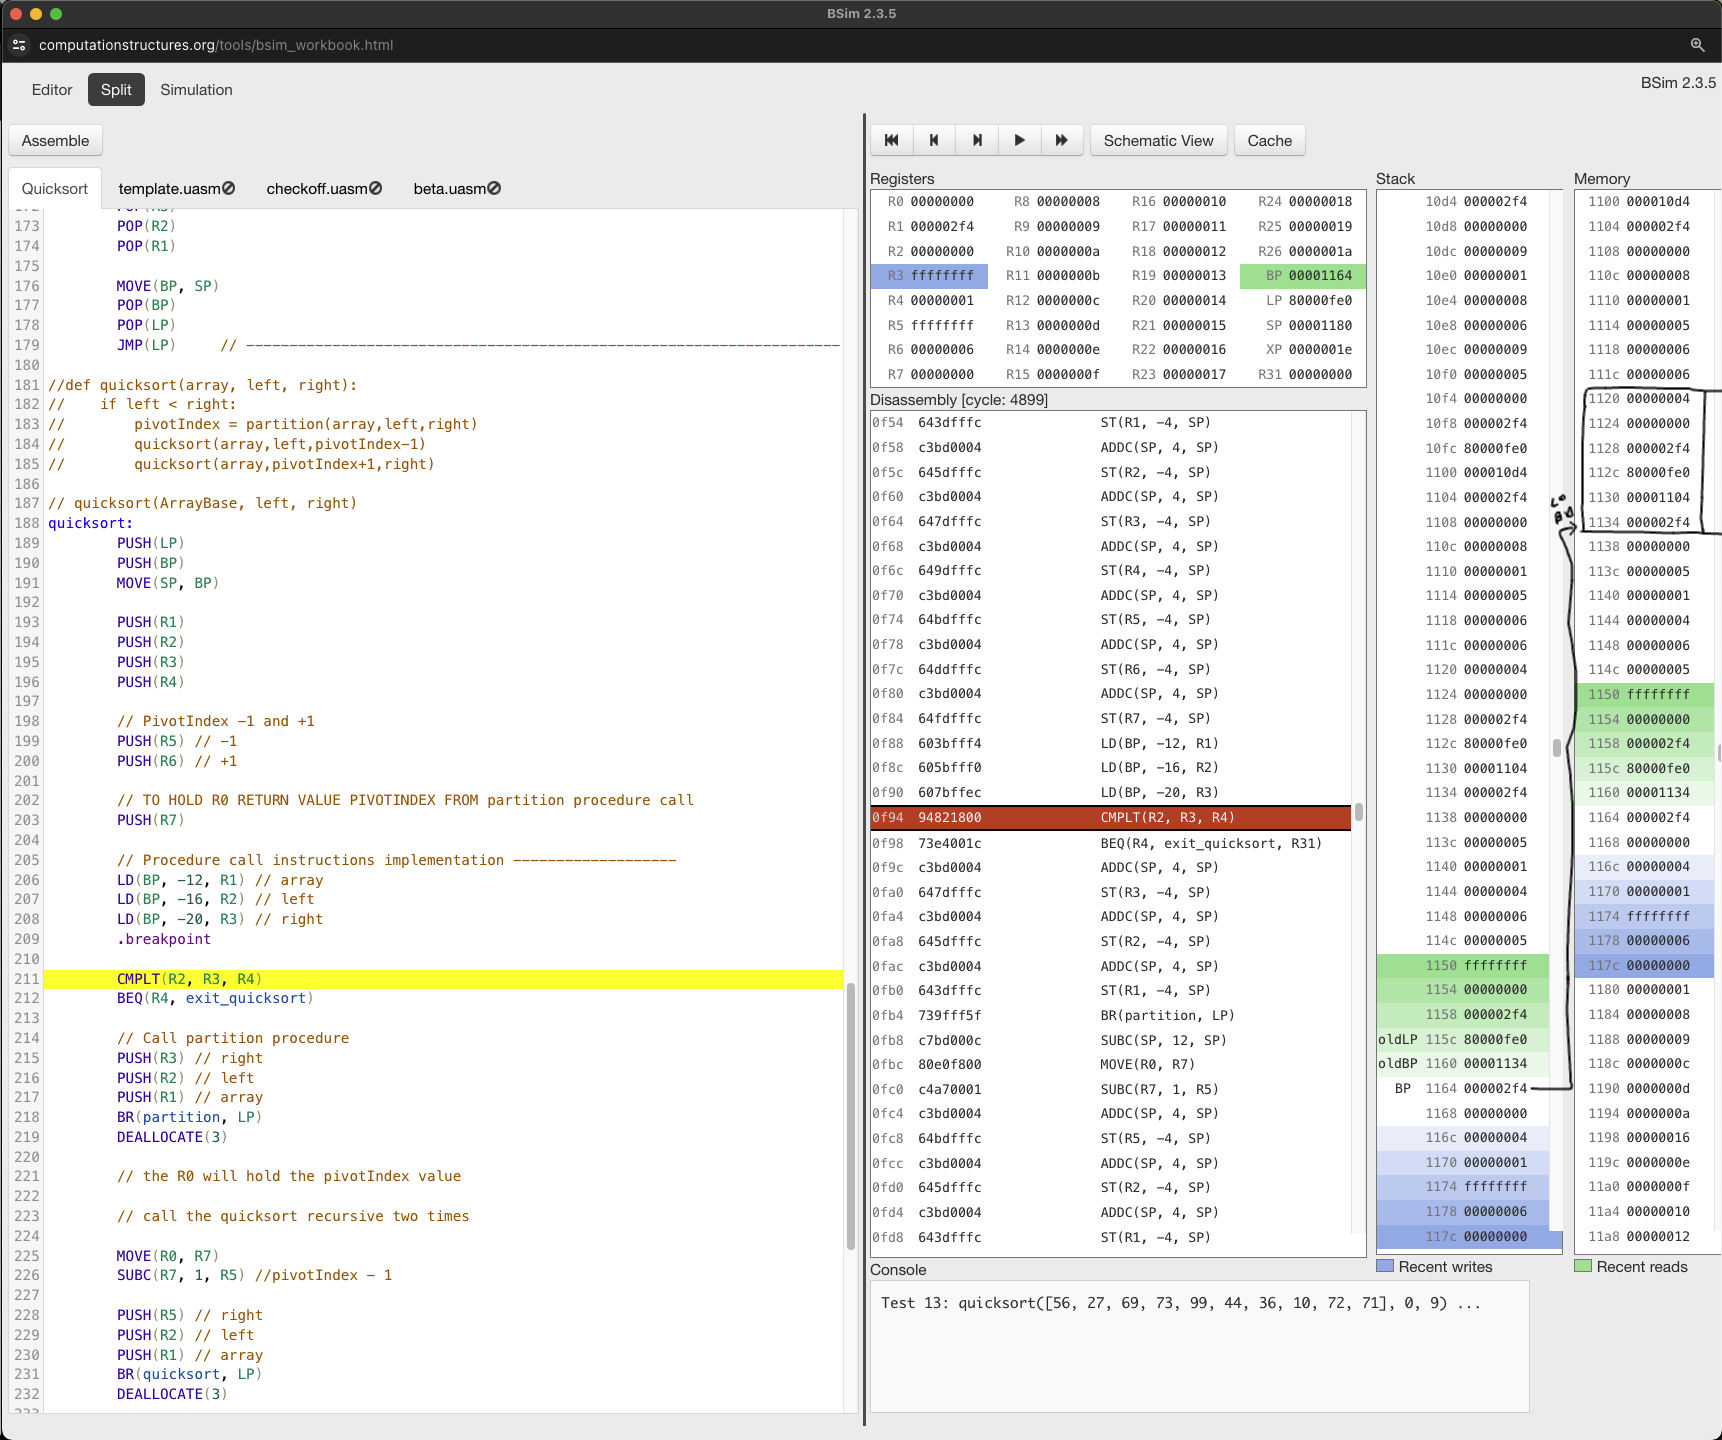 BSim 2.3.5
computationstructures.org/tools/bsim_workbook.html
Editor Split Simulation
BSim 2.3.5
Assemble
Quicksort template.uasm checkoff.uasm beta.uasm
173 POP(R2)
174 POP(R1)
175
176 MOVE(BP, SP)
177 POP(BP)
178 POP(LP)
179 JMP(LP) // ---------------------------------------------------------------------
180
181 //def quicksort(array, left, right):
182 // if left < right:
183 // pivotIndex = partition(array,left,right)
184 // quicksort(array,left,pivotIndex-1)
185 // quicksort(array,pivotIndex+1,right)
186
187 // quicksort(ArrayBase, left, right)
188 quicksort:
189 PUSH(LP)
190 PUSH(BP)
191 MOVE(SP, BP)
192
193 PUSH(R1)
194 PUSH(R2)
195 PUSH(R3)
196 PUSH(R4)
197
198 // PivotIndex -1 and +1
199 PUSH(R5) // -1
200 PUSH(R6) // +1
201
202 // TO HOLD R0 RETURN VALUE PIVOTINDEX FROM partition procedure call
203 PUSH(R7)
204
205 // Procedure call instructions implementation -------------------
206 LD(BP, -12, R1) // array
207 LD(BP, -16, R2) // left
208 LD(BP, -20, R3) // right
209 .breakpoint
210
211 CMPLT(R2, R3, R4)
212 BEQ(R4, exit_quicksort)
213
214 // Call partition procedure
215 PUSH(R3) // right
216 PUSH(R2) // left
217 PUSH(R1) // array
218 BR(partition, LP)
219 DEALLOCATE(3)
220
221 // the R0 will hold the pivotIndex value
222
223 // call the quicksort recursive two times
224
225 MOVE(R0, R7)
226 SUBC(R7, 1, R5) //pivotIndex - 1
227
228 PUSH(R5) // right
229 PUSH(R2) // left
230 PUSH(R1) // array
231 BR(quicksort, LP)
232 DEALLOCATE(3)
Schematic View Cache
Registers
R0 00000000 R8 00000008 R16 00000010 R24 00000018
R1 000002f4 R9 00000009 R17 00000011 R25 00000019
R2 00000000 R10 0000000a R18 00000012 R26 0000001a
R3 ffffffff R11 0000000b R19 00000013 BP 00001164
R4 00000001 R12 0000000c R20 00000014 LP 80000fe0
R5 ffffffff R13 0000000d R21 00000015 SP 00001180
R6 00000006 R14 0000000e R22 00000016 XP 0000001e
R7 00000000 R15 0000000f R23 00000017 R31 00000000
Disassembly [cycle: 4899]
0f54 643dfffc ST(R1, -4, SP)
0f58 c3bd0004 ADDC(SP, 4, SP)
0f5c 645dfffc ST(R2, -4, SP)
0f60 c3bd0004 ADDC(SP, 4, SP)
0f64 647dfffc ST(R3, -4, SP)
0f68 c3bd0004 ADDC(SP, 4, SP)
0f6c 649dfffc ST(R4, -4, SP)
0f70 c3bd0004 ADDC(SP, 4, SP)
0f74 64bdfffc ST(R5, -4, SP)
0f78 c3bd0004 ADDC(SP, 4, SP)
0f7c 64ddfffc ST(R6, -4, SP)
0f80 c3bd0004 ADDC(SP, 4, SP)
0f84 64fdfffc ST(R7, -4, SP)
0f88 603bfff4 LD(BP, -12, R1)
0f8c 605bfff0 LD(BP, -16, R2)
0f90 607bffec LD(BP, -20, R3)
0f94 94821800 CMPLT(R2, R3, R4)
0f98 73e4001c BEQ(R4, exit_quicksort, R31)
0f9c c3bd0004 ADDC(SP, 4, SP)
0fa0 647dfffc ST(R3, -4, SP)
0fa4 c3bd0004 ADDC(SP, 4, SP)
0fa8 645dfffc ST(R2, -4, SP)
0fac c3bd0004 ADDC(SP, 4, SP)
0fb0 643dfffc ST(R1, -4, SP)
0fb4 739fff5f BR(partition, LP)
0fb8 c7bd000c SUBC(SP, 12, SP)
0fbc 80e0f800 MOVE(R0, R7)
0fc0 c4a70001 SUBC(R7, 1, R5)
0fc4 c3bd0004 ADDC(SP, 4, SP)
0fc8 64bdfffc ST(R5, -4, SP)
0fcc c3bd0004 ADDC(SP, 4, SP)
0fd0 645dfffc ST(R2, -4, SP)
0fd4 c3bd0004 ADDC(SP, 4, SP)
0fd8 643dfffc ST(R1, -4, SP)
Stack
10d4 000002f4
10d8 00000000
10dc 00000009
10e0 00000001
10e4 00000008
10e8 00000006
10ec 00000009
10f0 00000005
10f4 00000000
10f8 000002f4
10fc 80000fe0
1100 000010d4
1104 000002f4
1108 00000000
110c 00000008
1110 00000001
1114 00000005
1118 00000006
111c 00000006
1120 00000004
1124 00000000
1128 000002f4
112c 80000fe0
1130 00001104
1134 000002f4
1138 00000000
113c 00000005
1140 00000001
1144 00000004
1148 00000006
114c 00000005
1150 ffffffff
1154 00000000
1158 000002f4
oldLP 115c 80000fe0
oldBP 1160 00001134
BP 1164 000002f4
1168 00000000
116c 00000004
1170 00000001
1174 ffffffff
1178 00000006
117c 00000000
Recent writes
Memory
1100 000010d4
1104 000002f4
1108 00000000
110c 00000008
1110 00000001
1114 00000005
1118 00000006
111c 00000006
1120 00000004
1124 00000000
1128 000002f4
112c 80000fe0
1130 00001104
1134 000002f4
1138 00000000
113c 00000005
1140 00000001
1144 00000004
1148 00000006
114c 00000005
1150 ffffffff
1154 00000000
1158 000002f4
115c 80000fe0
1160 00001134
1164 000002f4
1168 00000000
116c 00000004
1170 00000001
1174 ffffffff
1178 00000006
117c 00000000
1180 00000001
1184 00000008
1188 00000009
118c 0000000c
1190 0000000d
1194 0000000a
1198 00000016
119c 0000000e
11a0 0000000f
11a4 00000010
11a8 00000012
Recent reads
Console
Test 13: quicksort([56, 27, 69, 73, 99, 44, 36, 10, 72, 71], 0, 9) ...